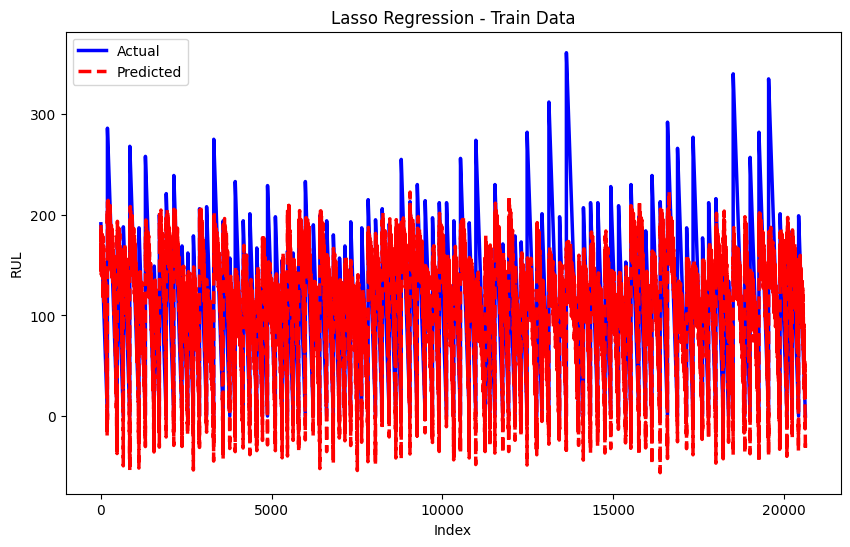 Lasso Regression - Train Data
Actual
Predicted
RUL
300
200
100
0
0 5000 10000 15000 20000
Index